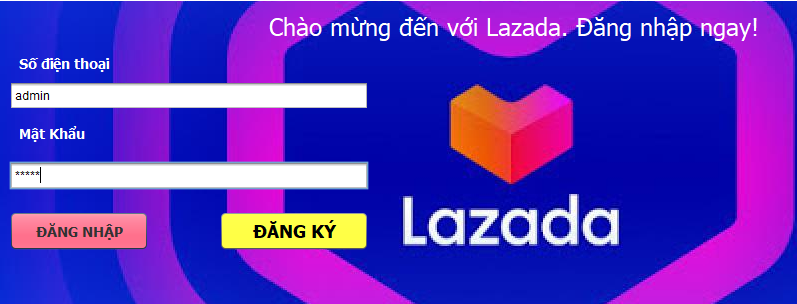 Chào mừng đến với Lazada. Đăng nhập ngay!
Số điện thoại
admin
Mật Khẩu
*****
ĐĂNG NHẬP
ĐĂNG KÝ
Lazada